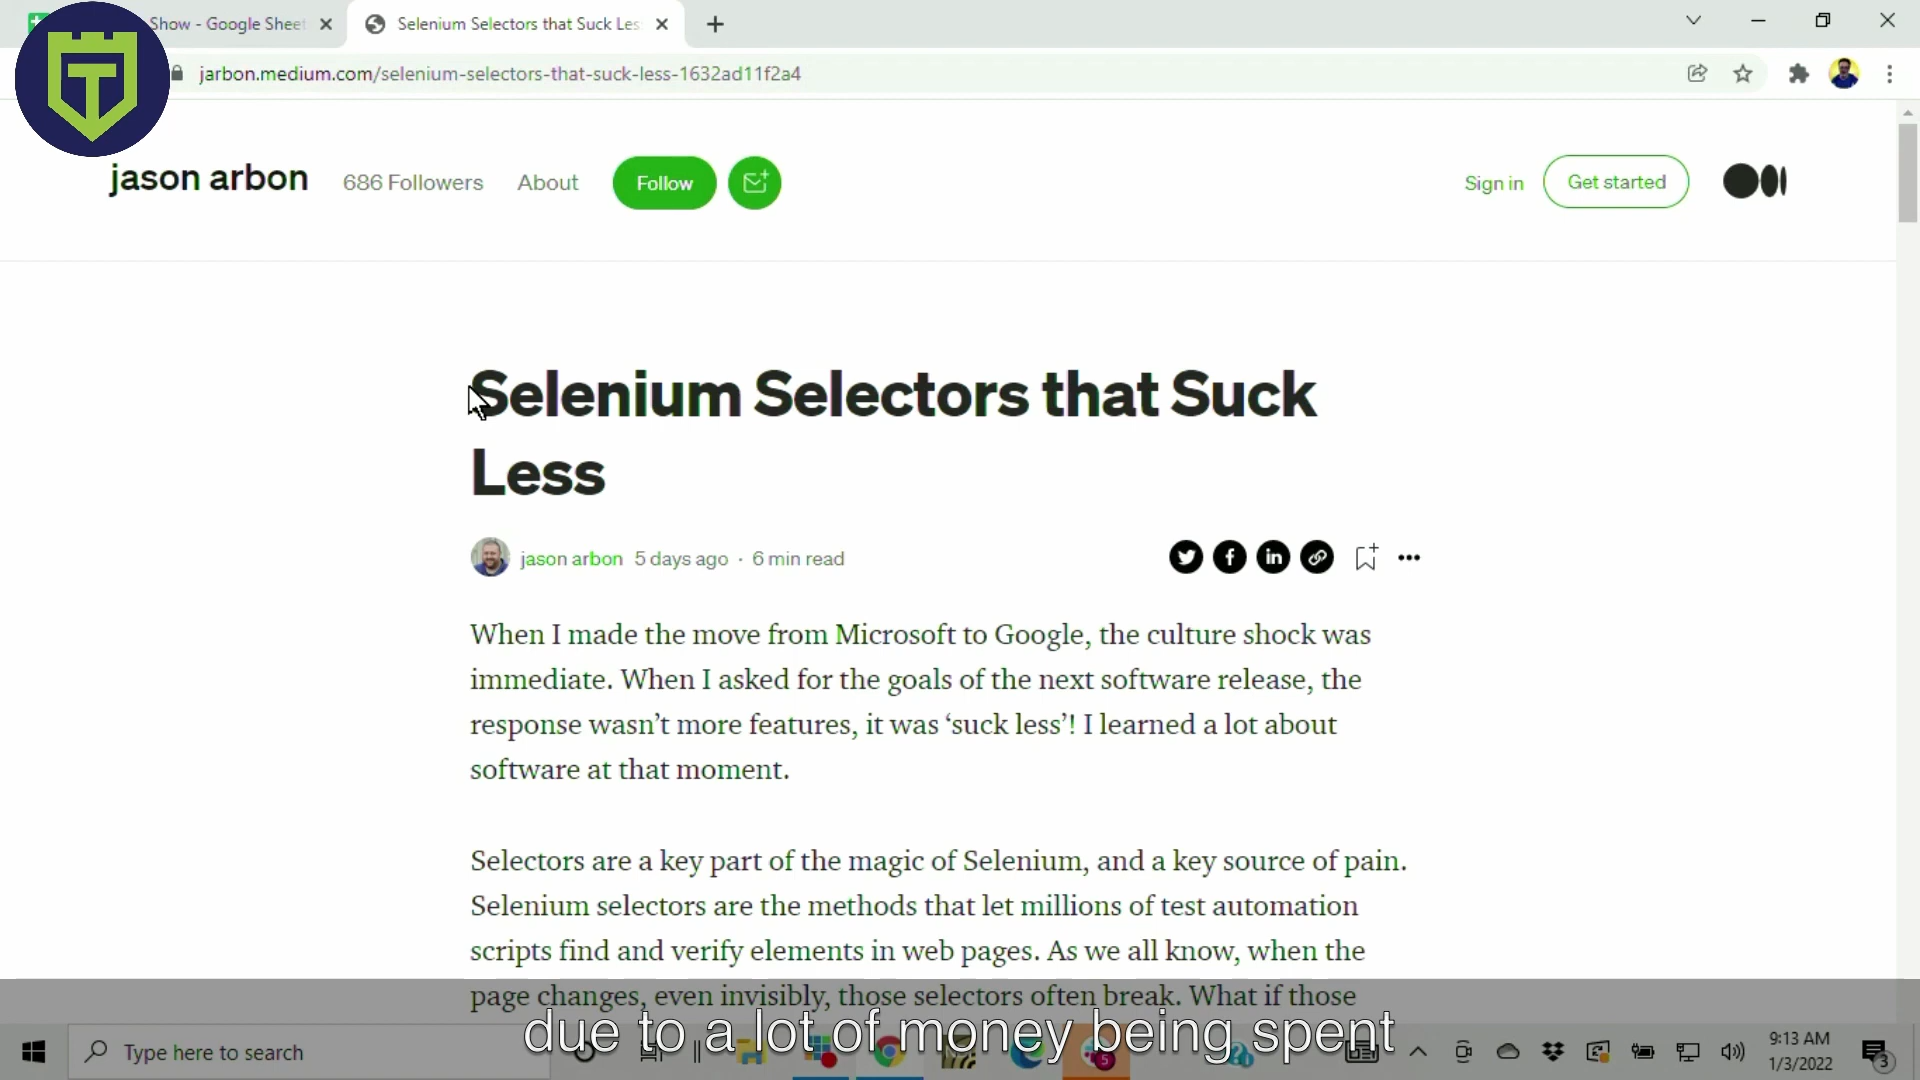 Show - Google Sheet
Selenium Selectors that Suck Les
jarbon.medium.com/selenium-selectors-that-suck-less-1632ad11f2a4
T
jason arbon
686 Followers
About
Follow
Sign in
Get started
Selenium Selectors that Suck
Less
jason arbon 5 days ago · 6 min read
When I made the move from Microsoft to Google, the culture shock was
immediate. When I asked for the goals of the next software release, the
response wasn’t more features, it was ‘suck less’! I learned a lot about
software at that moment.
Selectors are a key part of the magic of Selenium, and a key source of pain.
Selenium selectors are the methods that let millions of test automation
scripts find and verify elements in web pages. As we all know, when the
page changes, even invisibly, those selectors often break. What if those
due to a lot of money being spent
Type here to search
5
9:13 AM
1/3/2022
3